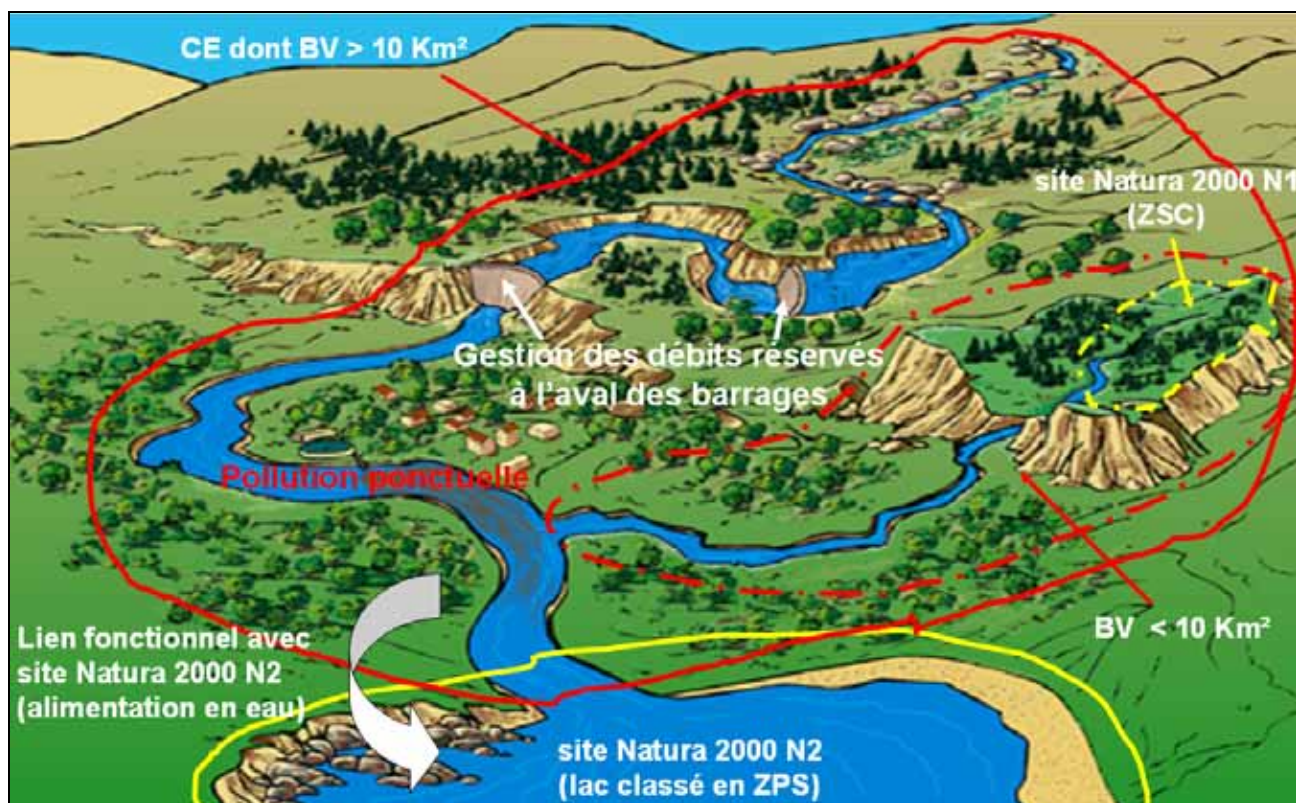 CE dont BV > 10 Km²
site Natura 2000 N1
(ZSC)
Gestion des débits réservés
à l'aval des barrages
Pollution ponctuelle
Lien fonctionnel avec
site Natura 2000 N2
(alimentation en eau)
BV < 10 Km²
site Natura 2000 N2
(lac classé en ZPS)